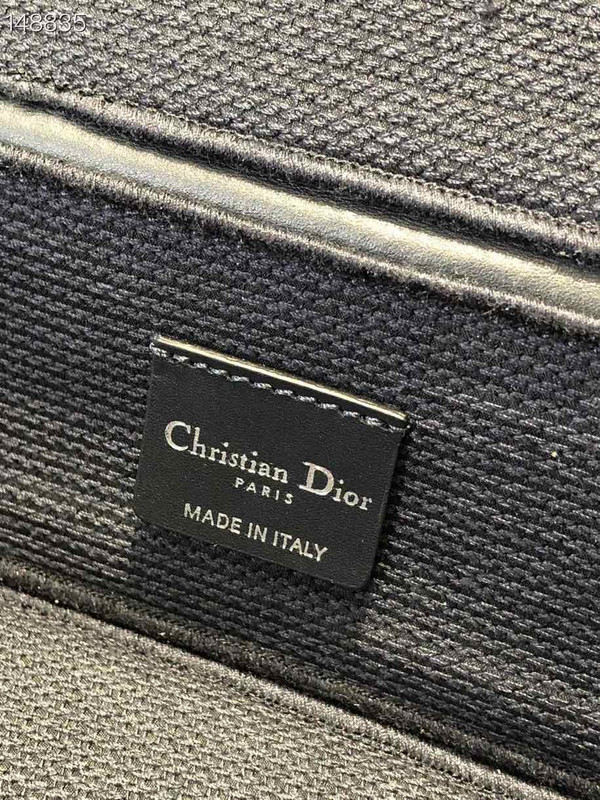 148835
Christian Dior
PARIS
MADE IN ITALY